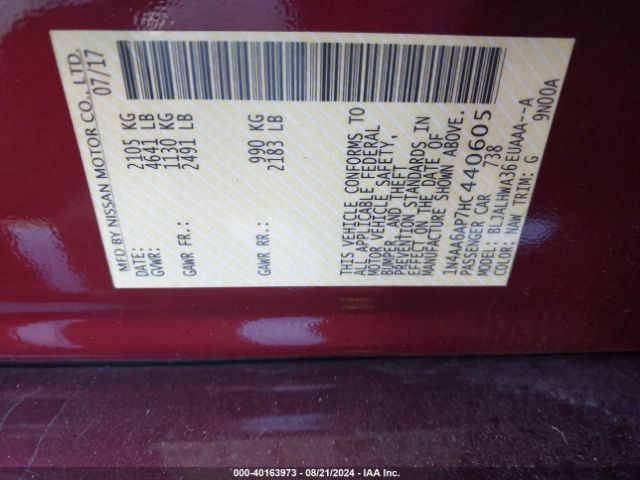 MFD BY NISSAN MOTOR CO., LTD.
DATE: 07/17
GVWR: 2105 KG
4641 LB
GAWR FR.: 1130 KG
2491 LB
GAWR RR.: 990 KG
2183 LB
THIS VEHICLE CONFORMS TO
ALL APPLICABLE FEDERAL
MOTOR VEHICLE SAFETY,
BUMPER, AND THEFT
PREVENTION STANDARDS IN
EFFECT ON THE DATE OF
MANUFACTURE SHOWN ABOVE.
1N4AA6AP7HC440605
PASSENGER CAR 738
MODEL: BLJALHWA36EUAAA--A
COLOR: NAW TRIM: G 9N00A
000-40163973 - 08/21/2024 - IAA Inc.